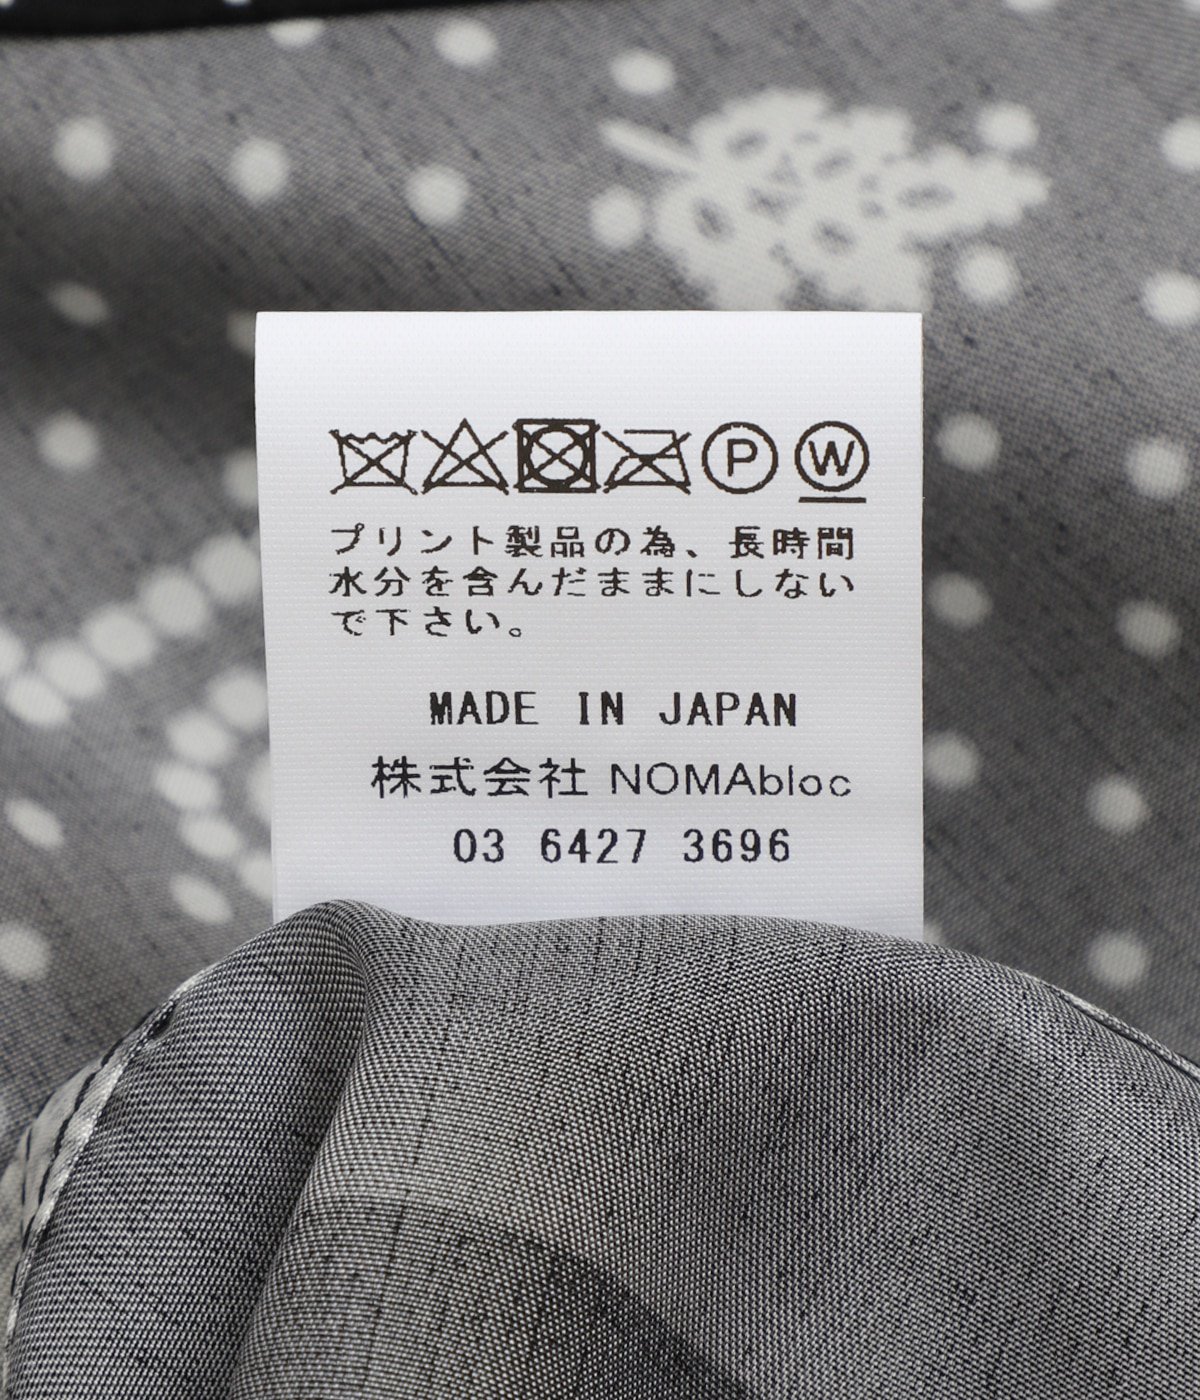 P W
プリント製品の為、長時間
水分を含んだままにしない
で下さい。
MADE IN JAPAN
株式会社 NOMAbloc
03 6427 3696